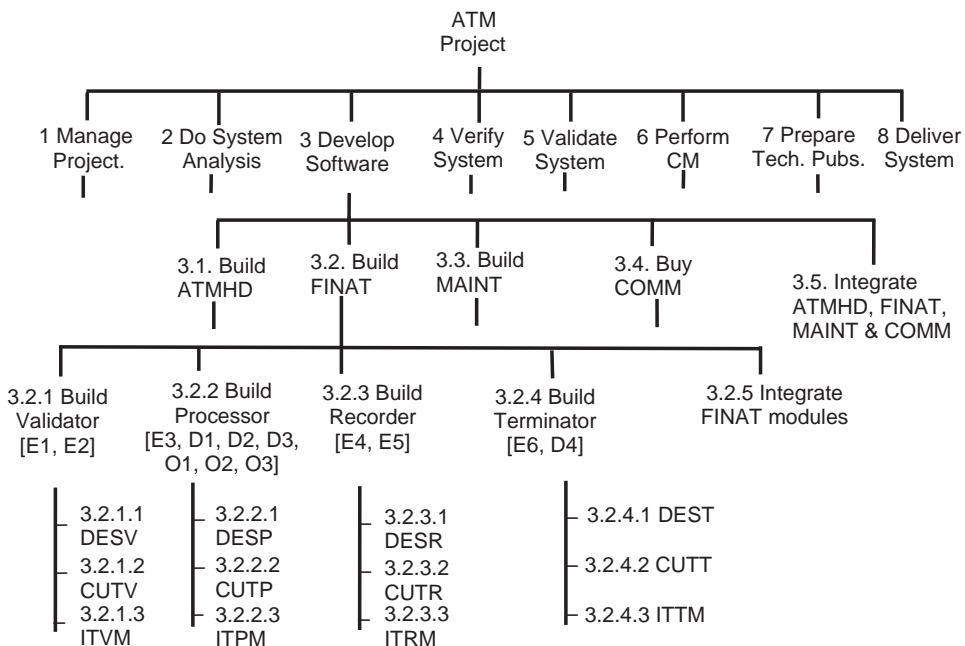 ATM
Project
1 Manage
Project.
2 Do System
Analysis
3 Develop
Software
4 Verify
System
5 Validate
System
6 Perform
CM
7 Prepare
Tech. Pubs.
8 Deliver
System
3.1. Build
ATMHD
3.2. Build
FINAT
3.3. Build
MAINT
3.4. Buy
COMM
3.5. Integrate
ATMHD, FINAT,
MAINT & COMM
3.2.1 Build
Validator
[E1, E2]
3.2.2 Build
Processor
[E3, D1, D2, D3,
O1, O2, O3]
3.2.3 Build
Recorder
[E4, E5]
3.2.4 Build
Terminator
[E6, D4]
3.2.5 Integrate
FINAT modules
3.2.1.1
DESV
3.2.1.2
CUTV
3.2.1.3
ITVM
3.2.2.1
DESP
3.2.2.2
CUTP
3.2.2.3
ITPM
3.2.3.1
DESR
3.2.3.2
CUTR
3.2.3.3
ITRM
3.2.4.1 DEST
3.2.4.2 CUTT
3.2.4.3 ITTM